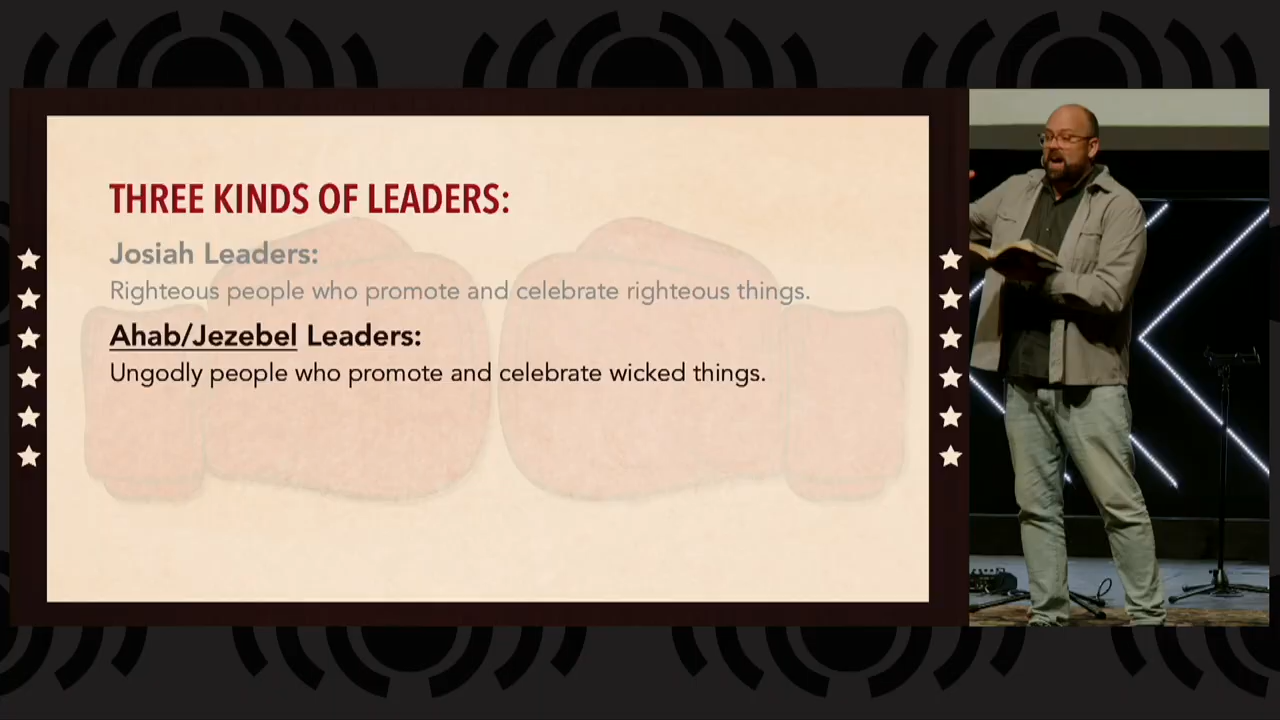 THREE KINDS OF LEADERS:
Josiah Leaders:
Righteous people who promote and celebrate righteous things.
Ahab/Jezebel Leaders:
Ungodly people who promote and celebrate wicked things.